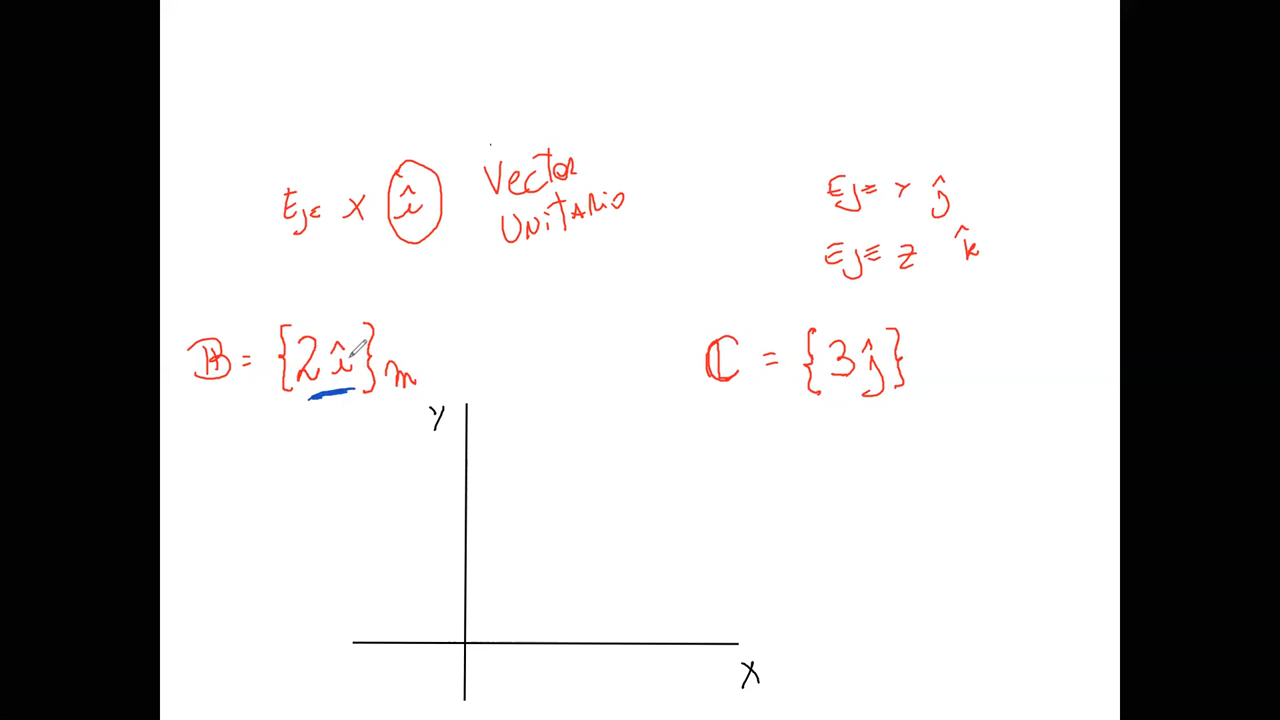 Eje X î Vector Unitario
Eje Y ĵ
Eje Z k̂
𝔹 = {2î}m
ℂ = {3ĵ}
Y
X